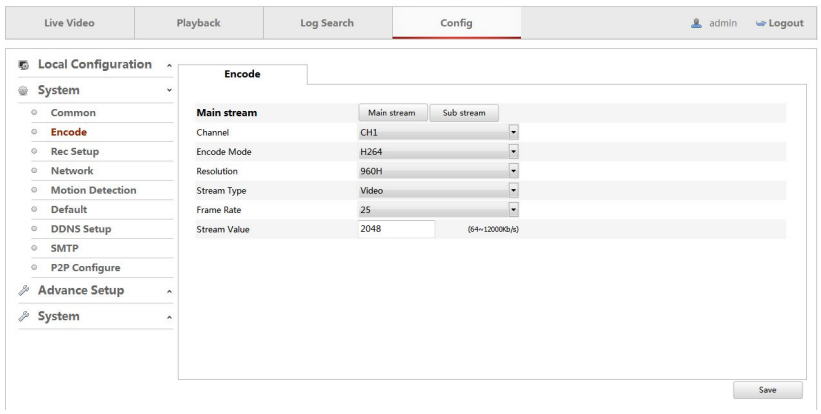 Live Video Playback Log Search Config admin Logout
Local Configuration
System
Common
Encode
Rec Setup
Network
Motion Detection
Default
DDNS Setup
SMTP
P2P Configure
Advance Setup
System
Encode
Main stream Main stream Sub stream
Channel CH1
Encode Mode H264
Resolution 960H
Stream Type Video
Frame Rate 25
Stream Value 2048 (64~12000Kb/s)
Save